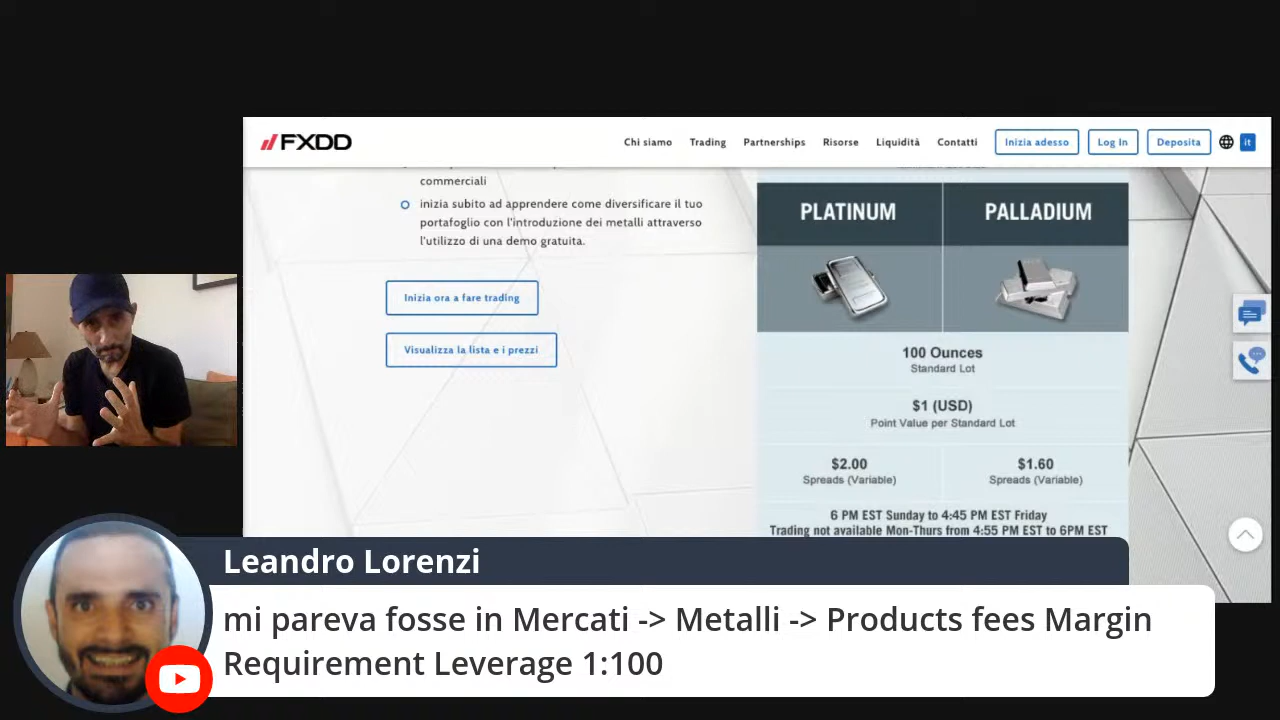 FXDD
Chi siamo Trading Partnerships Risorse Liquidità Contatti Inizia adesso Log In Deposita it
commerciali
inizia subito ad apprendere come diversificare il tuo
portafoglio con l'introduzione dei metalli attraverso
l'utilizzo di una demo gratuita.
Inizia ora a fare trading
Visualizza la lista e i prezzi
PLATINUM PALLADIUM
100 Ounces
Standard Lot
$1 (USD)
Point Value per Standard Lot
$2.00 $1.60
Spreads (Variable) Spreads (Variable)
6 PM EST Sunday to 4:45 PM EST Friday
Trading not available Mon-Thurs from 4:55 PM EST to 6PM EST
Leandro Lorenzi
mi pareva fosse in Mercati -> Metalli -> Products fees Margin
Requirement Leverage 1:100